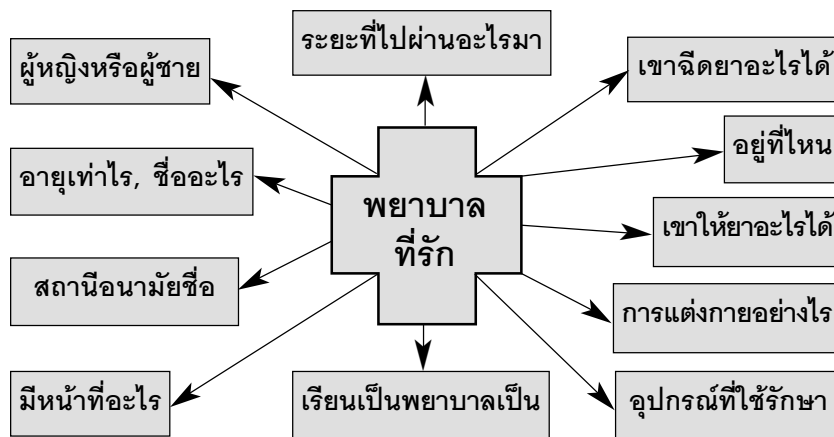 ระยะที่ไปผ่านอะไรมา
ผู้หญิงหรือผู้ชาย
เขาฉีดยาอะไรได้
อยู่ที่ไหน
อายุเท่าไร, ชื่ออะไร
พยาบาล
ที่รัก
เขาให้ยาอะไรได้
สถานีอนามัยชื่อ
การแต่งกายอย่างไร
มีหน้าที่อะไร
เรียนเป็นพยาบาลเป็น
อุปกรณ์ที่ใช้รักษา